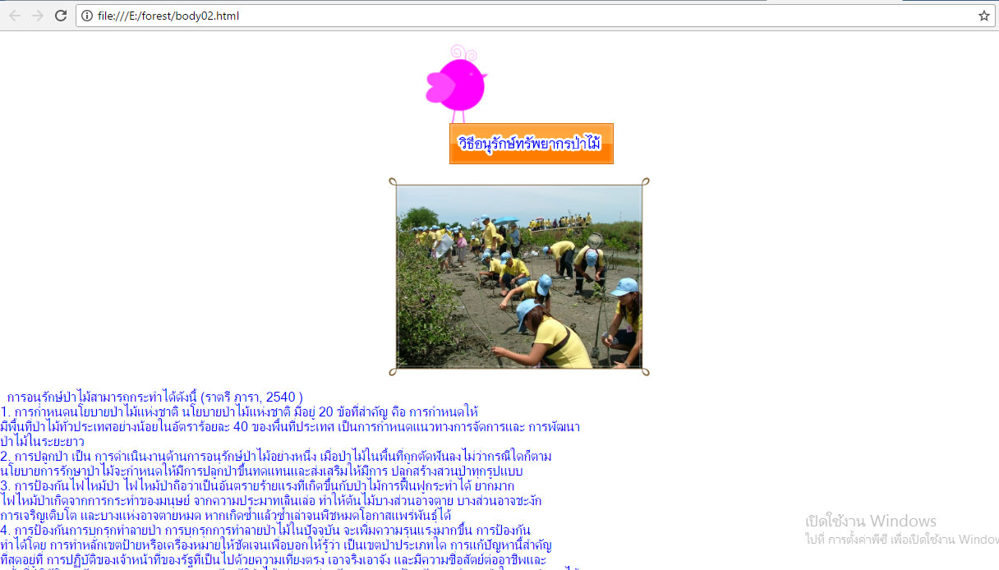 file:///E:/forest/body02.html
วิธีอนุรักษ์ทรัพยากรป่าไม้
การอนุรักษ์ป่าไม้สามารถกระทำได้ดังนี้ (ราตรี ภารา, 2540 )
1. การกำหนดนโยบายป่าไม้แห่งชาติ นโยบายป่าไม้แห่งชาติ มีอยู่ 20 ข้อที่สำคัญ คือ การกำหนดให้
มีพื้นที่ป่าไม้ทั่วประเทศอย่างน้อยในอัตราร้อยละ 40 ของพื้นที่ประเทศ เป็นการกำหนดแนวทางการจัดการและ การพัฒนา
ป่าไม้ในระยะยาว
2. การปลูกป่า เป็น การดำเนินงานด้านการอนุรักษ์ป่าไม้อย่างหนึ่ง เมื่อป่าไม้ในพื้นที่ถูกตัดฟันลงไม่ว่ากรณีใดก็ตาม
นโยบายการรักษาป่าไม้จะกำหนดให้มีการปลูกป่าขึ้นทดแทนและส่งเสริมให้มีการ ปลูกสร้างสวนป่าทุกรูปแบบ
3. การป้องกันไฟไหม้ป่า ไฟไหม้ป่าถือว่าเป็นอันตรายร้ายแรงที่เกิดขึ้นกับป่าไม้การฟื้นฟูกระทำได้ ยากมาก
ไฟไหม้ป่าเกิดจากการกระทำของมนุษย์ จากความประมาทเลินเล่อ ทำให้ต้นไม้บางส่วนอาจตาย บางส่วนอาจชะงัก
การเจริญเติบโต และบางแห่งอาจตายหมด หากเกิดซ้ำแล้วซ้ำเล่าจนพืชหมดโอกาสแพร่พันธุ์ได้
4. การป้องกันการบุกรุกทำลายป่า การบุกรุกการทำลายป่าไม้ในปัจจุบัน จะเพิ่มความรุนแรงมากขึ้น การป้องกัน
ทำได้โดย การทำหลักเขตป้ายหรือเครื่องหมายให้ชัดเจนเพื่อบอกให้รู้ว่า เป็นเขตป่าประเภทใด การแก้ปัญหานี้สำคัญ
ที่สุดอยู่ที่ การปฏิบัติของเจ้าหน้าที่ของรัฐที่เป็นไปด้วยความเที่ยงตรง เอาจริงเอาจัง และมีความซื่อสัตย์ต่ออาชีพและ
เปิดใช้งาน Windows
ไปที่ การตั้งค่าพีซี เพื่อเปิดใช้งาน Window